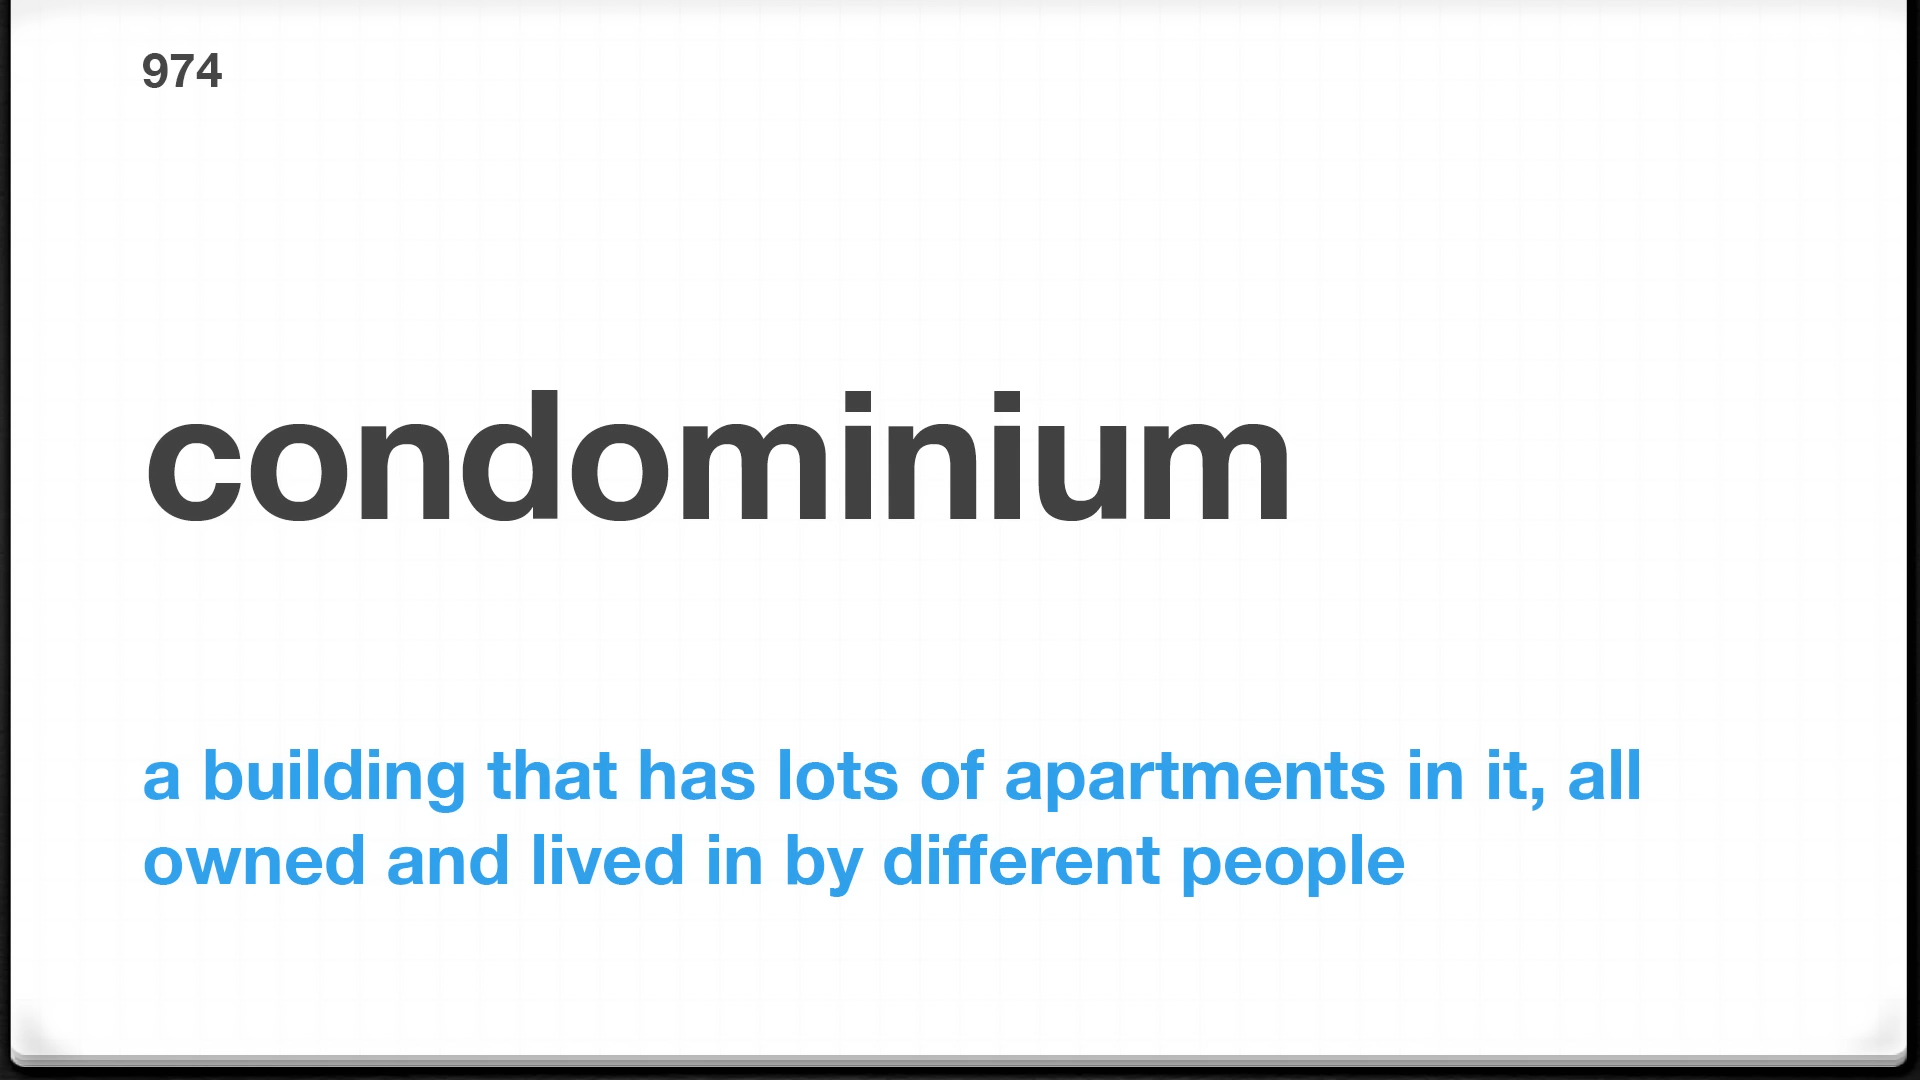 974
condominium
a building that has lots of apartments in it, all
owned and lived in by different people